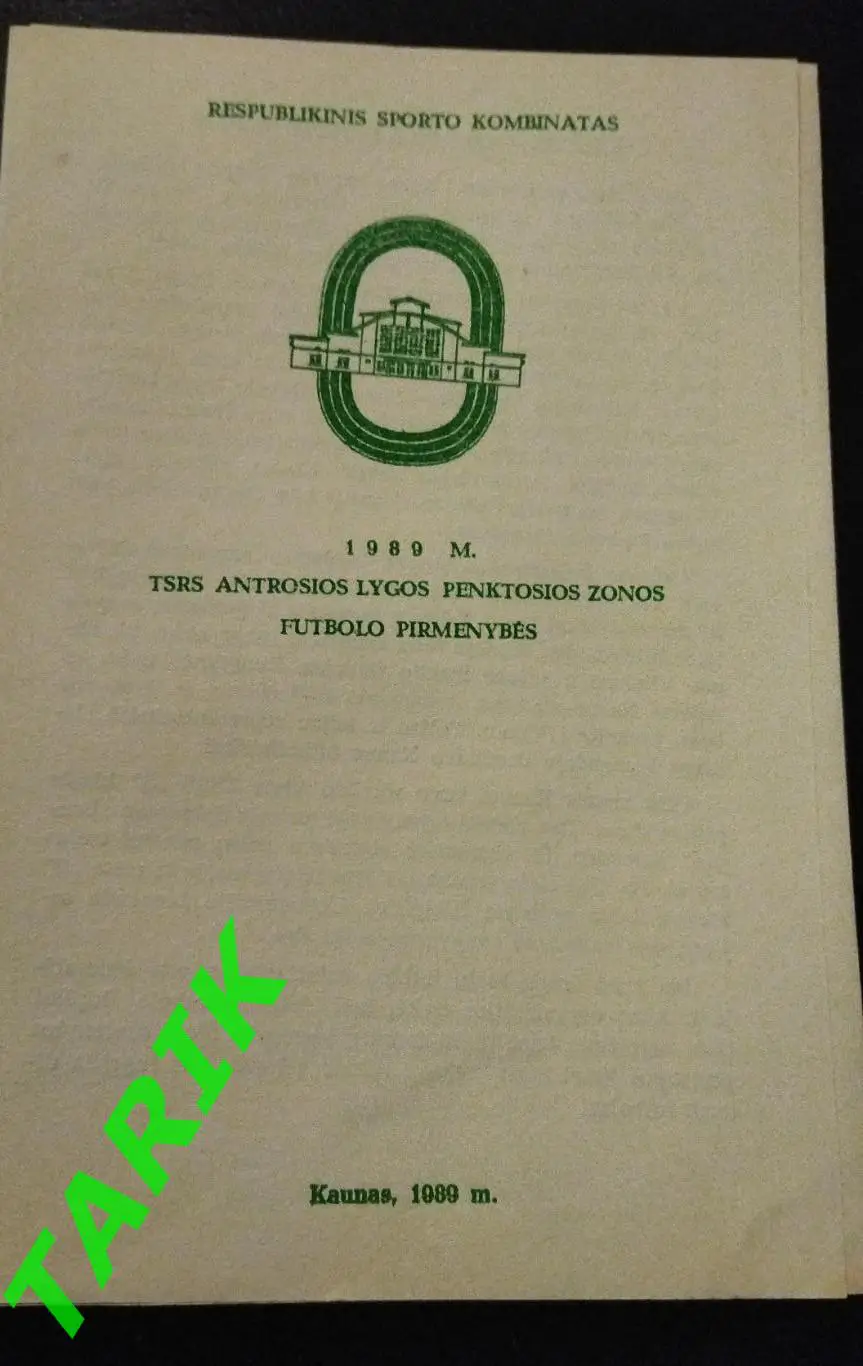 RESPUBLIKINIS SPORTO KOMBINATAS
1989 M.
TSRS ANTROSIOS LYGOS PENKTOSIOS ZONOS
FUTBOLO PIRMENYBĖS
TARIK
Kaunas, 1989 m.